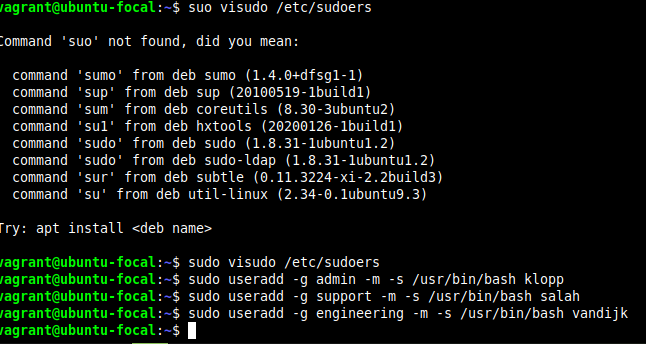 vagrant@ubuntu-focal:~$ suo visudo /etc/sudoers
Command 'suo' not found, did you mean:
command 'sumo' from deb sumo (1.4.0+dfsg1-1)
command 'sup' from deb sup (20100519-1build1)
command 'sum' from deb coreutils (8.30-3ubuntu2)
command 'su1' from deb hxtools (20200126-1build1)
command 'sudo' from deb sudo (1.8.31-1ubuntu1.2)
command 'sudo' from deb sudo-ldap (1.8.31-1ubuntu1.2)
command 'sur' from deb subtle (0.11.3224-xi-2.2build3)
command 'su' from deb util-linux (2.34-0.1ubuntu9.3)
Try: apt install <deb name>
vagrant@ubuntu-focal:~$ sudo visudo /etc/sudoers
vagrant@ubuntu-focal:~$ sudo useradd -g admin -m -s /usr/bin/bash klopp
vagrant@ubuntu-focal:~$ sudo useradd -g support -m -s /usr/bin/bash salah
vagrant@ubuntu-focal:~$ sudo useradd -g engineering -m -s /usr/bin/bash vandijk
vagrant@ubuntu-focal:~$